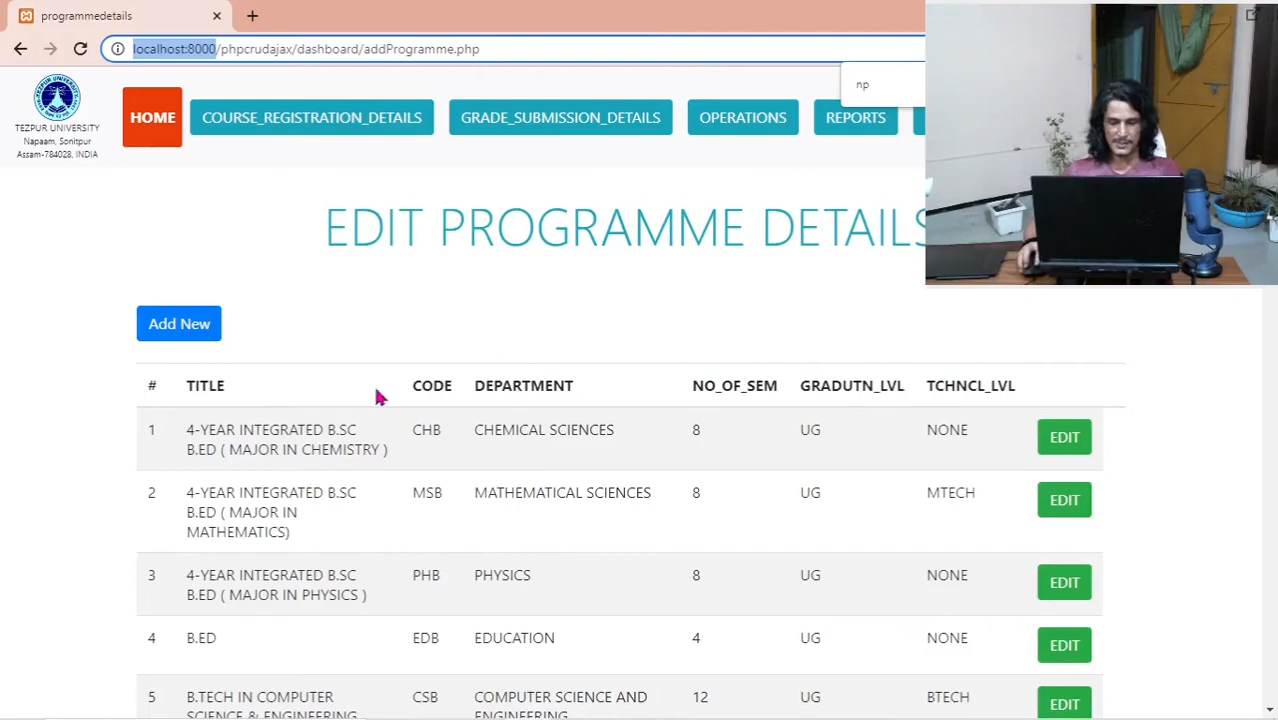 programmedetails
localhost:8000/phpcrudajax/dashboard/addProgramme.php
np
TEZPUR UNIVERSITY
Napaam, Sonitpur
Assam-784028, INDIA
HOME
COURSE_REGISTRATION_DETAILS
GRADE_SUBMISSION_DETAILS
OPERATIONS
REPORTS
EDIT PROGRAMME DETAILS
Add New
# TITLE CODE DEPARTMENT NO_OF_SEM GRADUTN_LVL TCHNCL_LVL
1 4-YEAR INTEGRATED B.SC CHB CHEMICAL SCIENCES 8 UG NONE EDIT
B.ED ( MAJOR IN CHEMISTRY )
2 4-YEAR INTEGRATED B.SC MSB MATHEMATICAL SCIENCES 8 UG MTECH EDIT
B.ED ( MAJOR IN
MATHEMATICS)
3 4-YEAR INTEGRATED B.SC PHB PHYSICS 8 UG NONE EDIT
B.ED ( MAJOR IN PHYSICS )
4 B.ED EDB EDUCATION 4 UG NONE EDIT
5 B.TECH IN COMPUTER CSB COMPUTER SCIENCE AND 12 UG BTECH EDIT
SCIENCE & ENGINEERING ENGINEERING